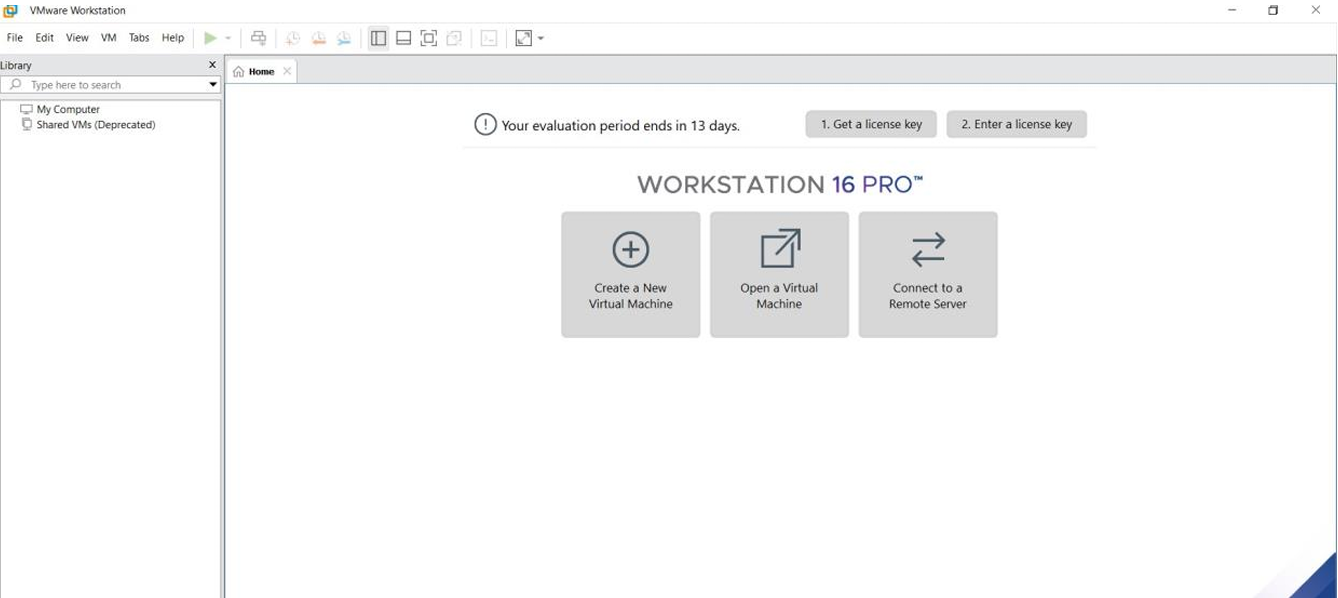 VMware Workstation
File Edit View VM Tabs Help
Library
Type here to search
My Computer
Shared VMs (Deprecated)
Home
Your evaluation period ends in 13 days.
1. Get a license key
2. Enter a license key
WORKSTATION 16 PRO™
Create a New
Virtual Machine
Open a Virtual
Machine
Connect to a
Remote Server